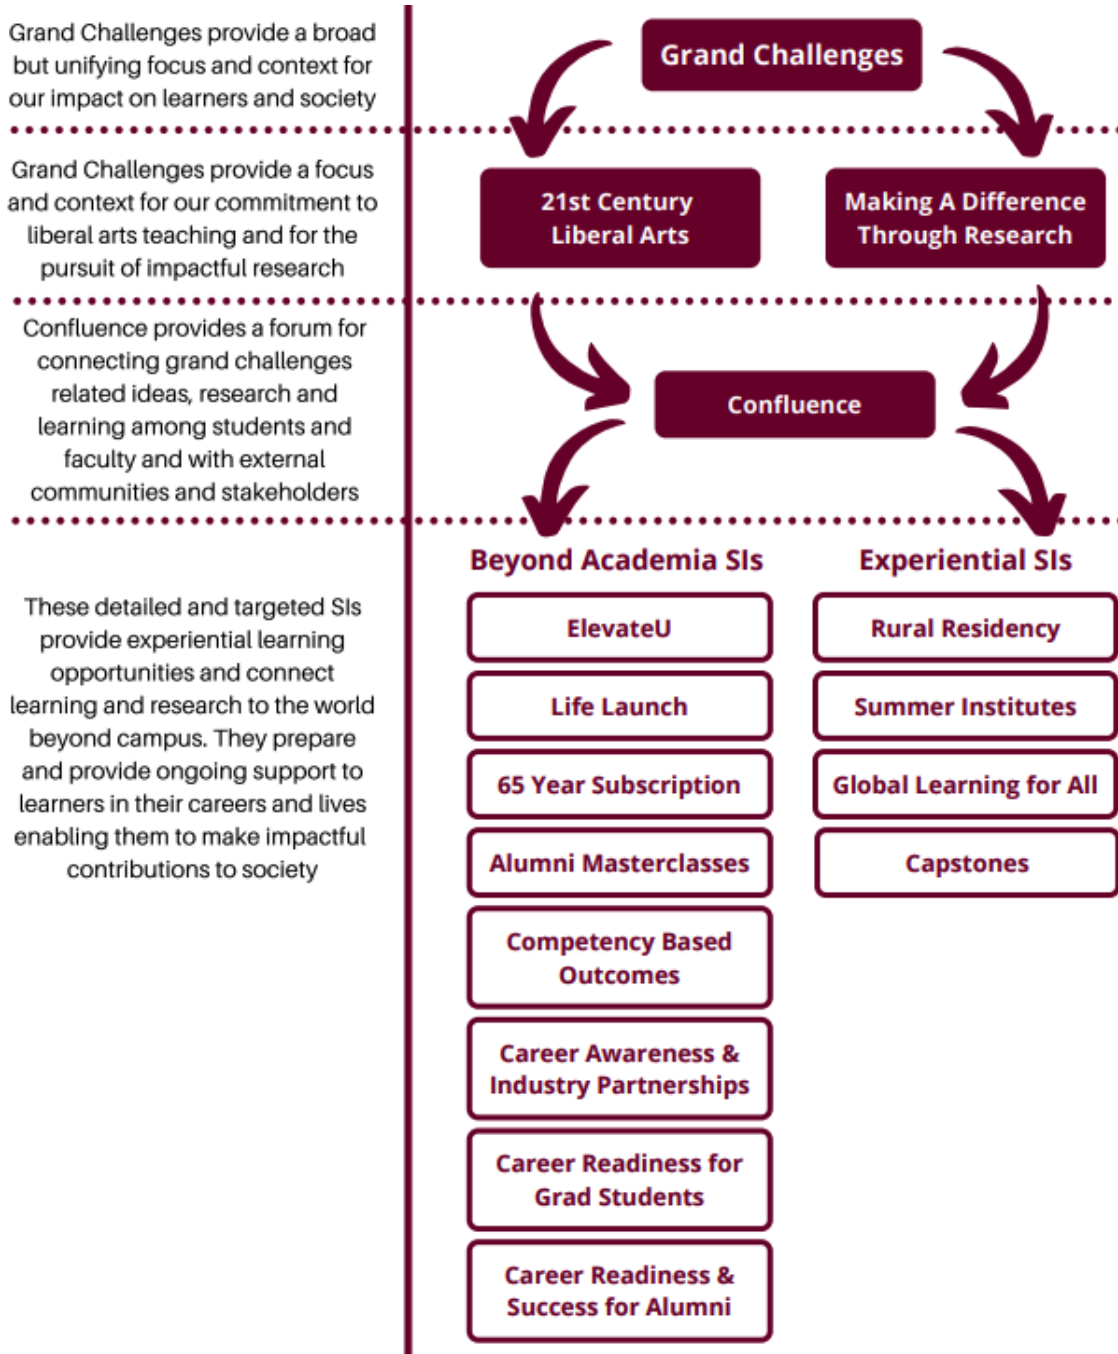 Grand Challenges provide a broad
but unifying focus and context for
our impact on learners and society
Grand Challenges
Grand Challenges provide a focus
and context for our commitment to
liberal arts teaching and for the
pursuit of impactful research
21st Century
Liberal Arts
Making A Difference
Through Research
Confluence provides a forum for
connecting grand challenges
related ideas, research and
learning among students and
faculty and with external
communities and stakeholders
Confluence
These detailed and targeted SIs
provide experiential learning
opportunities and connect
learning and research to the world
beyond campus. They prepare
and provide ongoing support to
learners in their careers and lives
enabling them to make impactful
contributions to society
Beyond Academia SIs
ElevateU
Life Launch
65 Year Subscription
Alumni Masterclasses
Competency Based
Outcomes
Career Awareness &
Industry Partnerships
Career Readiness for
Grad Students
Career Readiness &
Success for Alumni
Experiential SIs
Rural Residency
Summer Institutes
Global Learning for All
Capstones